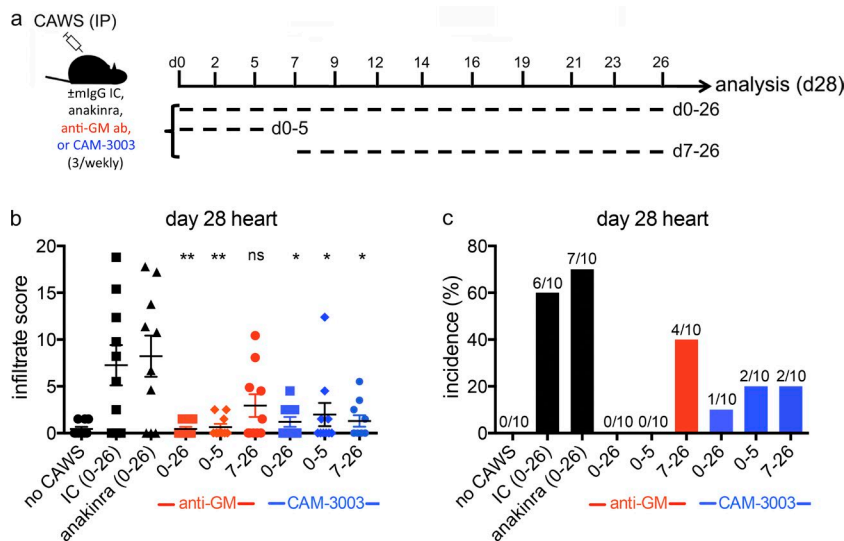 a
CAWS (IP)
d0 2 5 7 9 12 14 16 19 21 23 26
analysis (d28)
±mIgG IC,
anakinra,
anti-GM ab,
or CAM-3003
(3/wekly)
d0-26
d0-5
d7-26
b
day 28 heart
infiltrate score
20
15
10
5
0
** ** ns * * *
no CAWS
IC (0-26)
anakinra (0-26)
0-26
0-5
7-26
0-26
0-5
7-26
anti-GM
CAM-3003
c
day 28 heart
incidence (%)
80
60
40
20
0
0/10
6/10
7/10
0/10
0/10
4/10
1/10
2/10
2/10
no CAWS
IC (0-26)
anakinra (0-26)
0-26
0-5
7-26
0-26
0-5
7-26
anti-GM
CAM-3003